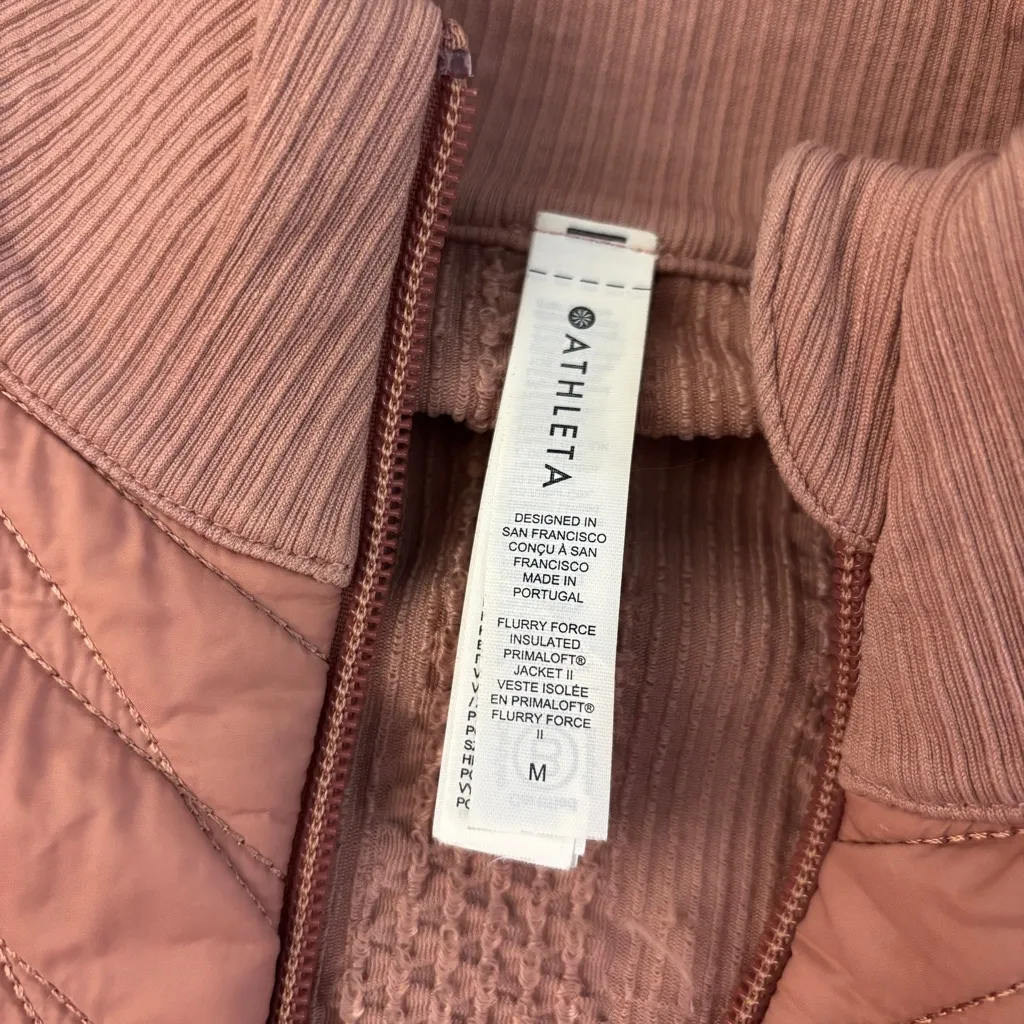 ATHLETA
DESIGNED IN
SAN FRANCISCO
CONÇU À SAN
FRANCISCO
MADE IN
PORTUGAL
FLURRY FORCE
INSULATED
PRIMALOFT®
JACKET II
VESTE ISOLÉE
EN PRIMALOFT®
FLURRY FORCE
II
M